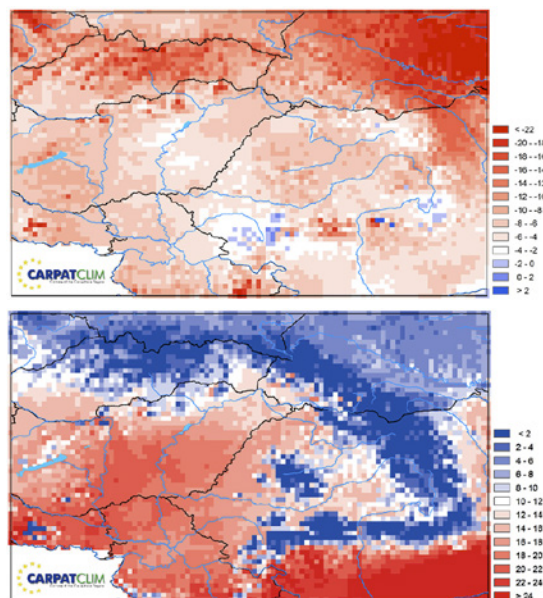 < -22
-20 - -18
-18 - -16
-16 - -14
-14 - -12
-12 - -10
-10 - -8
-8 - -6
-6 - -4
-4 - -2
-2 - 0
0 - 2
> 2
CARPATCLIM
< 2
2 - 4
4 - 6
6 - 8
8 - 10
10 - 12
12 - 14
14 - 16
16 - 18
18 - 20
20 - 22
22 - 24
> 24
CARPATCLIM